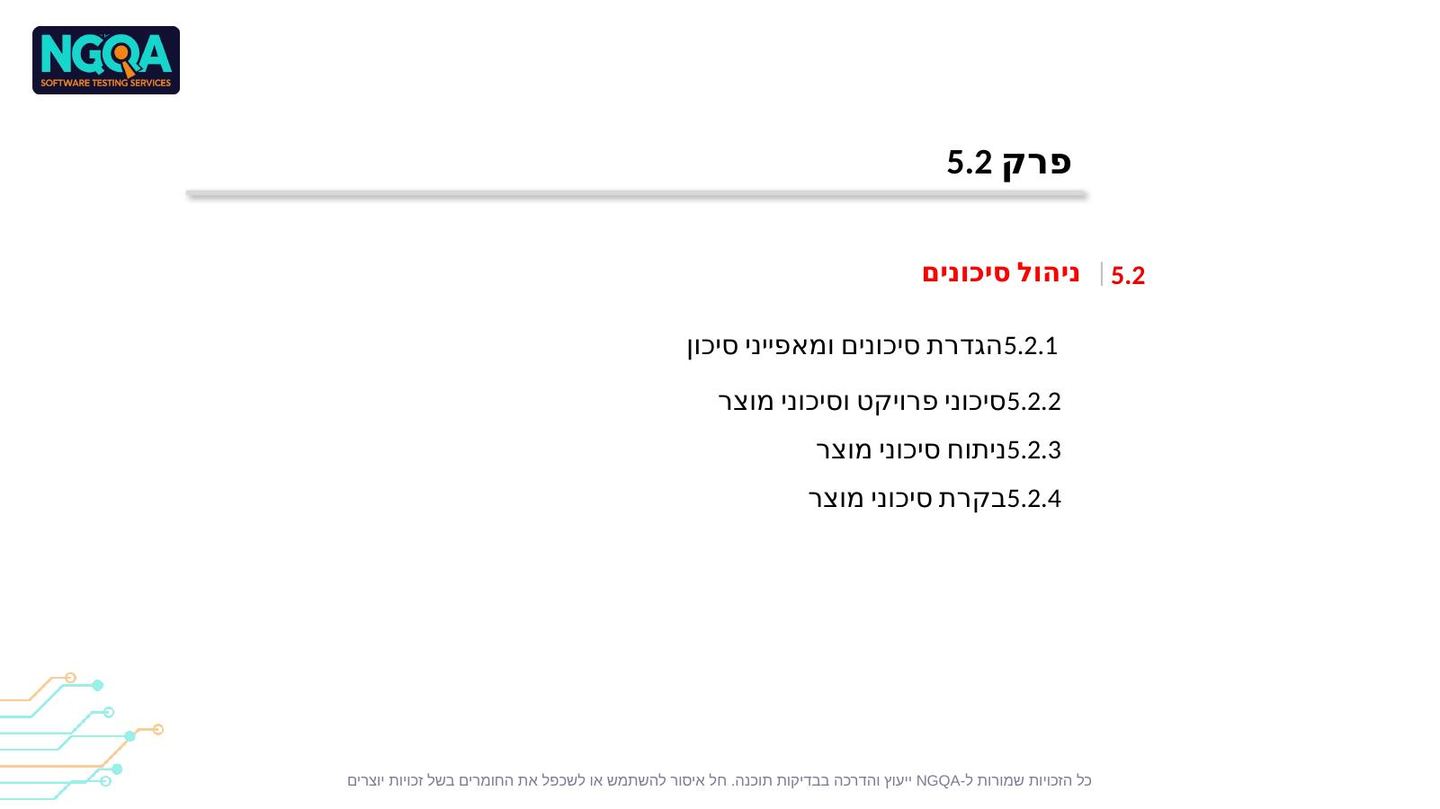 NGQA
SOFTWARE TESTING SERVICES
פרק 5.2
5.2 | ניהול סיכונים
5.2.1הגדרת סיכונים ומאפייני סיכון
5.2.2סיכוני פרויקט וסיכוני מוצר
5.2.3ניתוח סיכוני מוצר
5.2.4בקרת סיכוני מוצר
כל הזכויות שמורות ל-NGQA ייעוץ והדרכה בבדיקות תוכנה. חל איסור להשתמש או לשכפל את החומרים בשל זכויות יוצרים